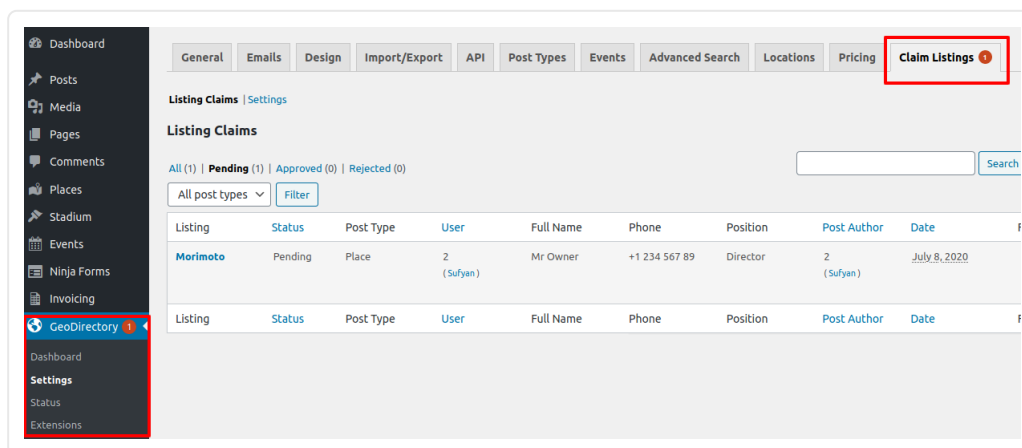 Dashboard
Posts
Media
Pages
Comments
Places
Stadium
Events
Ninja Forms
Invoicing
GeoDirectory 1
Dashboard
Settings
Status
Extensions
General Emails Design Import/Export API Post Types Events Advanced Search Locations Pricing Claim Listings 1
Listing Claims | Settings
Listing Claims
All (1) | Pending (1) | Approved (0) | Rejected (0)
Search
All post types Filter
Listing Status Post Type User Full Name Phone Position Post Author Date
Morimoto Pending Place 2 Mr Owner +1 234 567 89 Director 2 July 8, 2020
( Sufyan ) ( Sufyan )
Listing Status Post Type User Full Name Phone Position Post Author Date